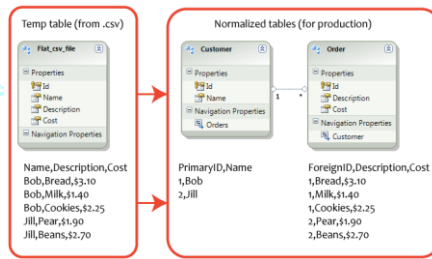 Temp table (from .csv)
Normalized tables (for production)
Flat_csv_file
Properties
Id
Name
Description
Cost
Navigation Properties
Customer
Properties
Id
Name
Navigation Properties
Orders
1
*
Order
Properties
Id
Description
Cost
Navigation Properties
Customer
Name,Description,Cost
Bob,Bread,$3.10
Bob,Milk,$1.40
Bob,Cookies,$2.25
Jill,Pear,$1.90
Jill,Beans,$2.70
PrimaryID,Name
1,Bob
2,Jill
ForeignID,Description,Cost
1,Bread,$3.10
1,Milk,$1.40
1,Cookies,$2.25
2,Pear,$1.90
2,Beans,$2.70